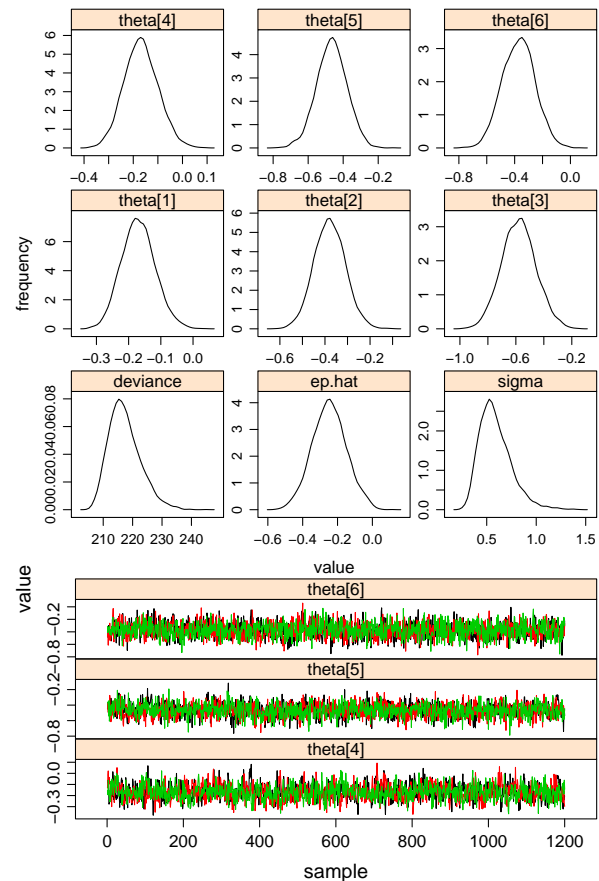 theta[4] theta[5] theta[6]
0 1 2 3 4 5 6
0 1 2 3 4
0 1 2 3
−0.4 −0.2 0.0 0.1
−0.8 −0.6 −0.4 −0.2
−0.8 −0.4 0.0
theta[1] theta[2] theta[3]
frequency
0 2 4 6
0 1 2 3 4 5 6
0 1 2 3
−0.3 −0.2 −0.1 0.0
−0.6 −0.4 −0.2
−1.0 −0.6 −0.2
deviance ep.hat sigma
0.000.020.040.060.08
0 1 2 3 4
0.0 1.0 2.0
210 220 230 240
−0.6 −0.4 −0.2 0.0
0.5 1.0 1.5
value
value
theta[6]
−0.8 −0.2
theta[5]
−0.8 −0.2
theta[4]
−0.3 0.0
0 200 400 600 800 1000 1200
sample